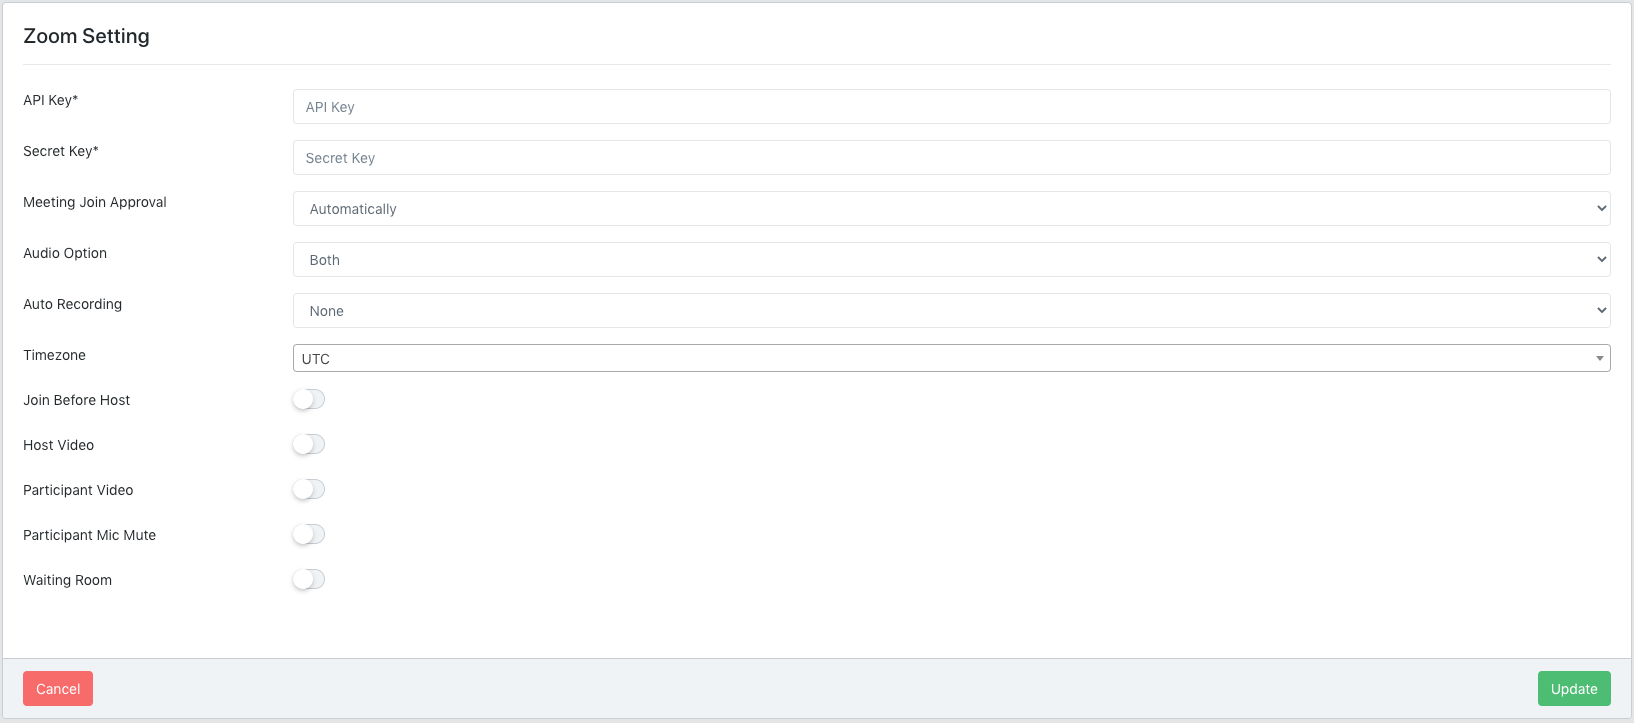 Zoom Setting
API Key*
API Key
Secret Key*
Secret Key
Meeting Join Approval
Automatically
Audio Option
Both
Auto Recording
None
Timezone
UTC
Join Before Host
Host Video
Participant Video
Participant Mic Mute
Waiting Room
Cancel
Update